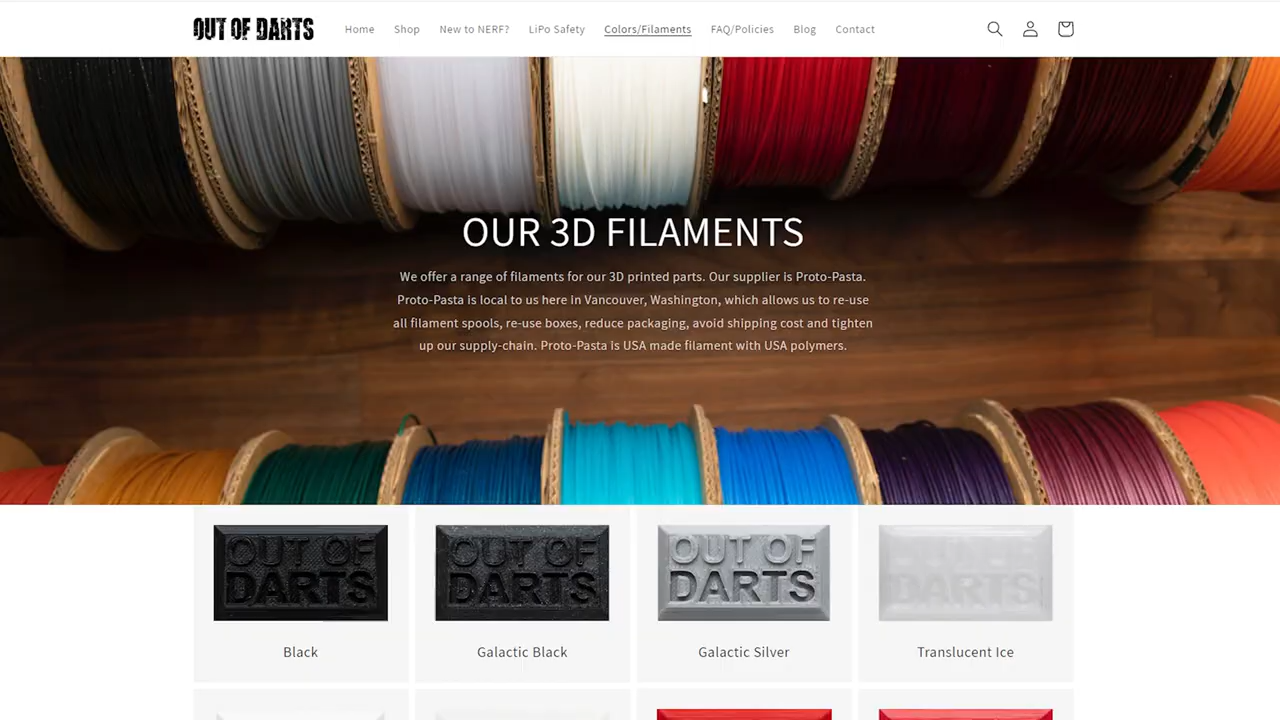 OUT OF DARTS
Home
Shop
New to NERF?
LiPo Safety
Colors/Filaments
FAQ/Policies
Blog
Contact
OUR 3D FILAMENTS
We offer a range of filaments for our 3D printed parts. Our supplier is Proto-Pasta.
Proto-Pasta is local to us here in Vancouver, Washington, which allows us to re-use
all filament spools, re-use boxes, reduce packaging, avoid shipping cost and tighten
up our supply-chain. Proto-Pasta is USA made filament with USA polymers.
OUT OF
DARTS
OUT OF
DARTS
OUT OF
DARTS
OUT OF
DARTS
Black
Galactic Black
Galactic Silver
Translucent Ice